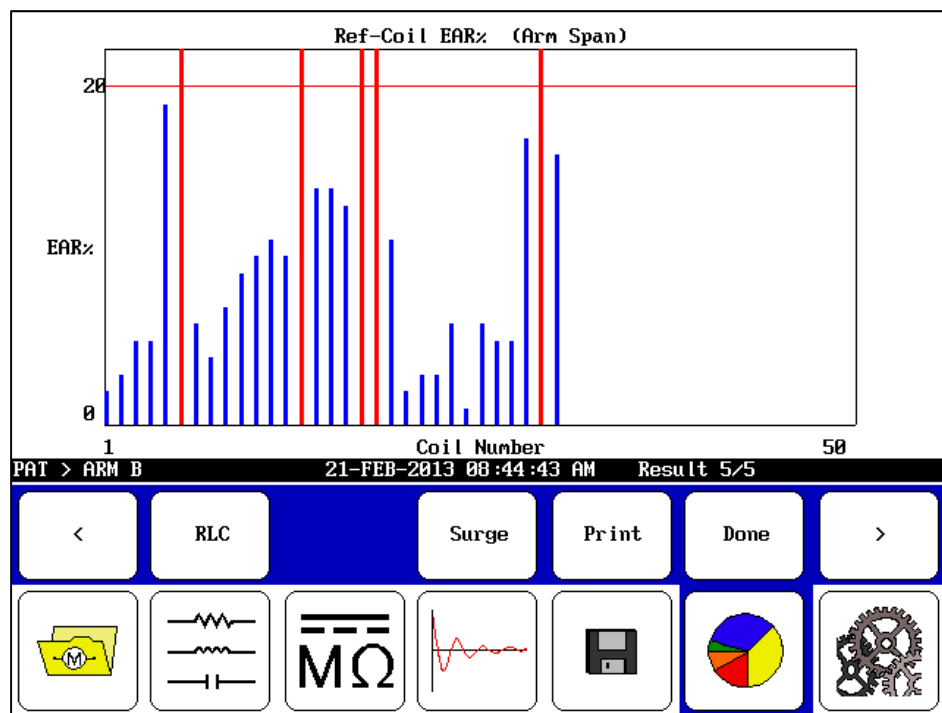 Ref-Coil EAR% (Arm Span)
20
EAR%
0
1 Coil Number 50
PAT > ARM B 21-FEB-2013 08:44:43 AM Result 5/5
< RLC Surge Print Done >
M MΩ